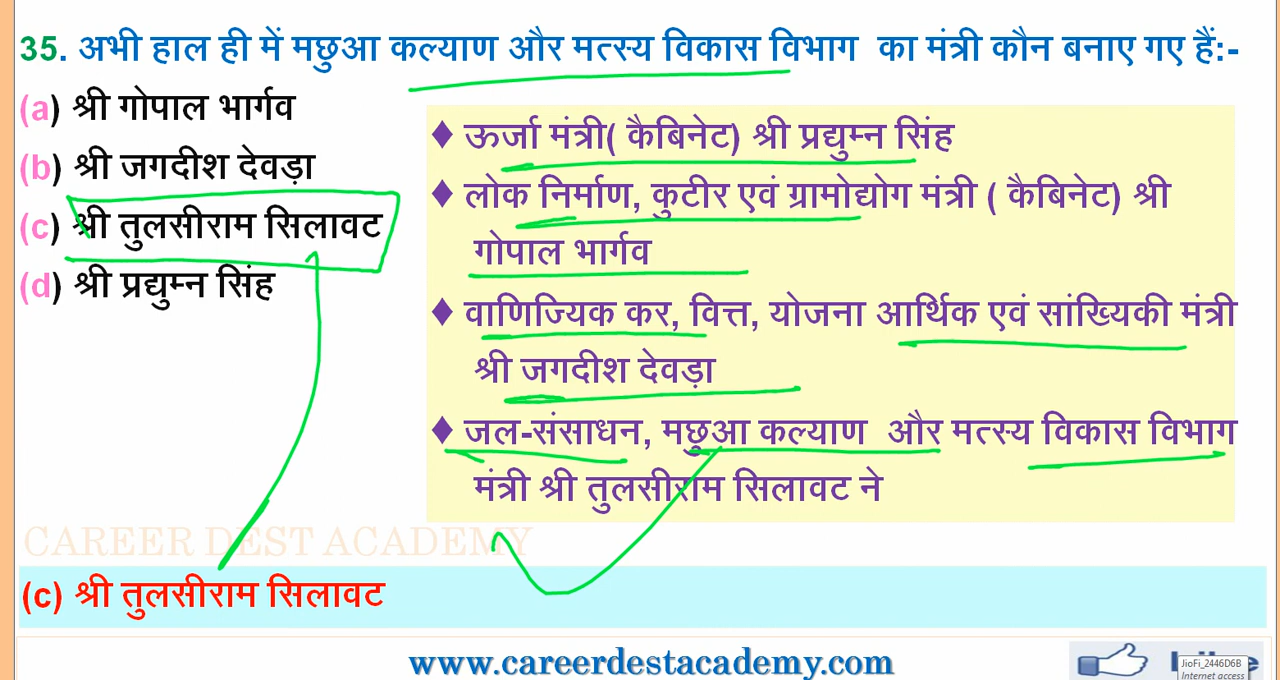 35. अभी हाल ही में मछुआ कल्याण और मत्स्य विकास विभाग का मंत्री कौन बनाए गए हैं:-
(a) श्री गोपाल भार्गव
(b) श्री जगदीश देवड़ा
(c) श्री तुलसीराम सिलावट
(d) श्री प्रद्युम्न सिंह
♦ ऊर्जा मंत्री( कैबिनेट) श्री प्रद्युम्न सिंह
♦ लोक निर्माण, कुटीर एवं ग्रामोद्योग मंत्री ( कैबिनेट) श्री
गोपाल भार्गव
♦ वाणिज्यिक कर, वित्त, योजना आर्थिक एवं सांख्यिकी मंत्री
श्री जगदीश देवड़ा
♦ जल-संसाधन, मछुआ कल्याण और मत्स्य विकास विभाग
मंत्री श्री तुलसीराम सिलावट ने
CAREER DEST ACADEMY
(c) श्री तुलसीराम सिलावट
www.careerdestacademy.com
JioFi_2446D6B
Internet access